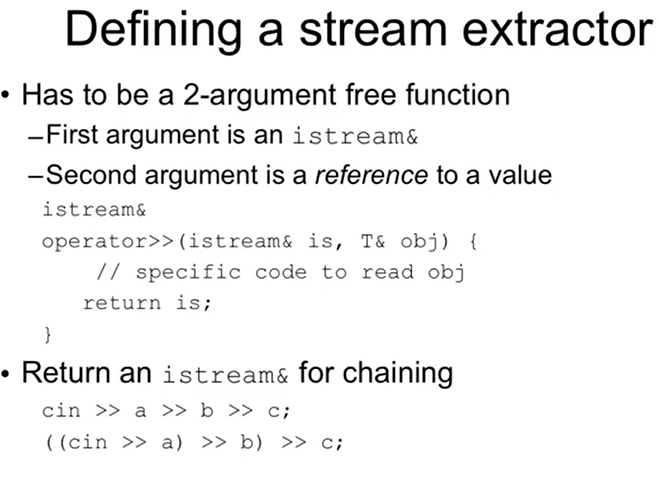 Defining a stream extractor
• Has to be a 2-argument free function
–First argument is an istream&
–Second argument is a reference to a value
istream&
operator>>(istream& is, T& obj) {
// specific code to read obj
return is;
}
• Return an istream& for chaining
cin >> a >> b >> c;
((cin >> a) >> b) >> c;